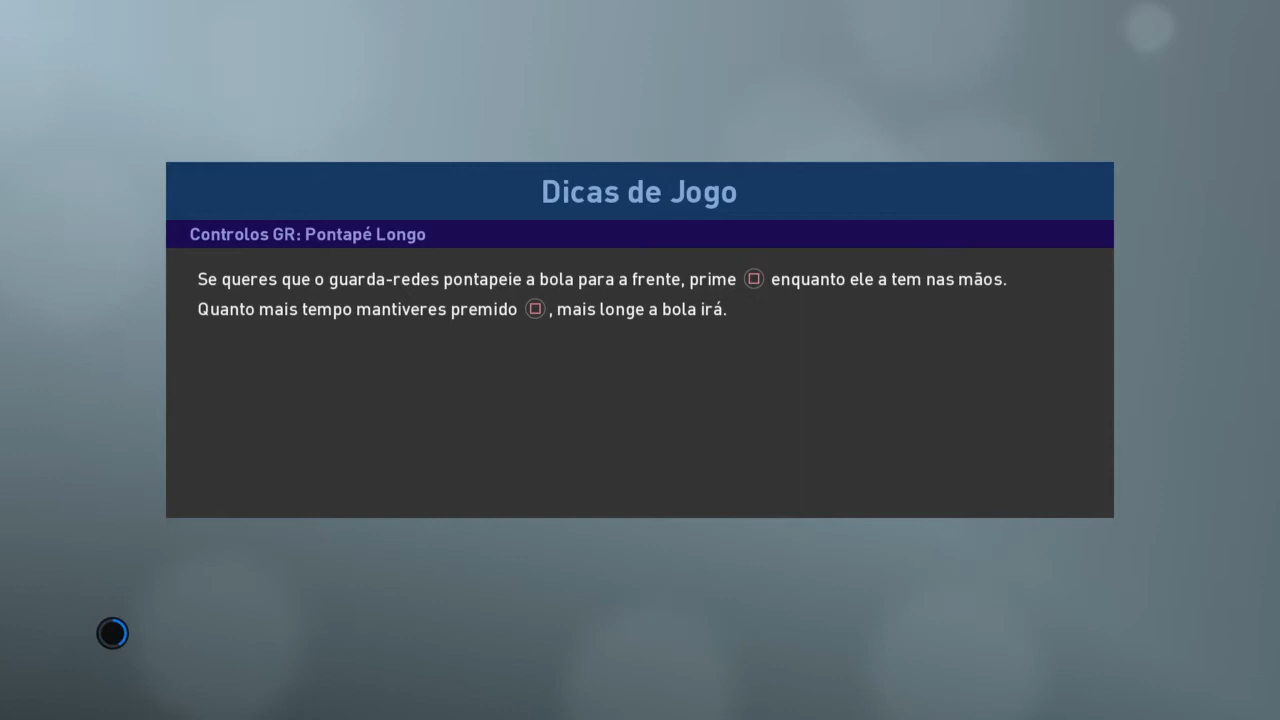 Dicas de Jogo
Controlos GR: Pontapé Longo
Se queres que o guarda-redes pontapeie a bola para a frente, prime □ enquanto ele a tem nas mãos.
Quanto mais tempo mantiveres premido □, mais longe a bola irá.